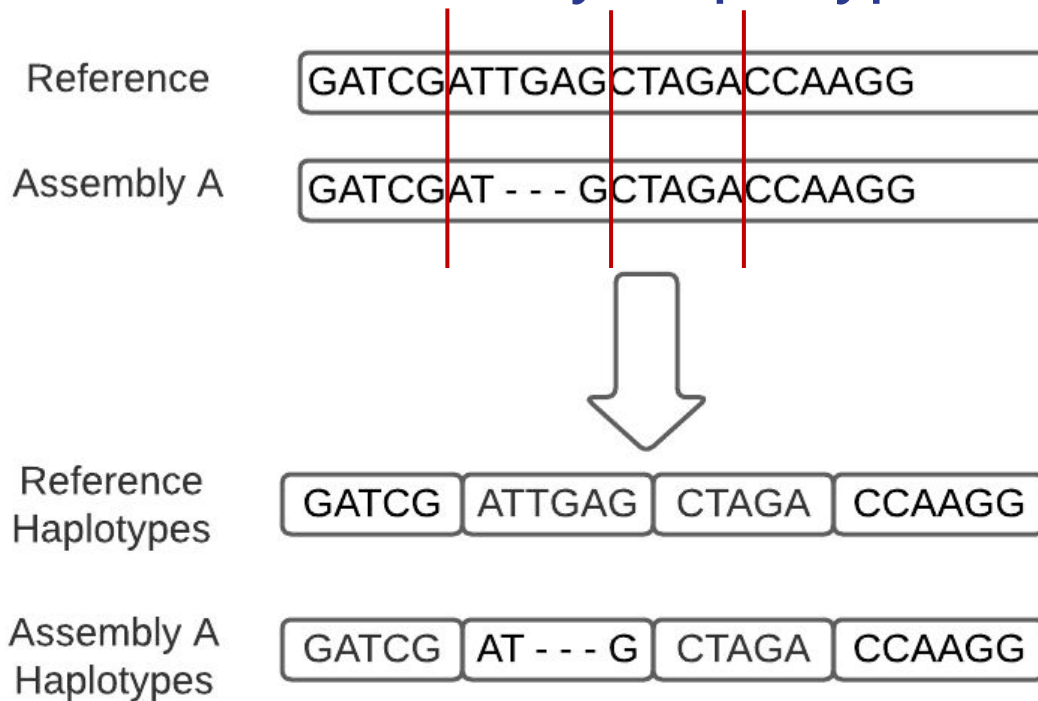 Reference GATCGATTGAGCTAGACCAAGG
Assembly A GATCGAT - - - GCTAGACCAAGG
Reference
Haplotypes
GATCG ATTGAG CTAGA CCAAGG
Assembly A
Haplotypes
GATCG AT - - - G CTAGA CCAAGG